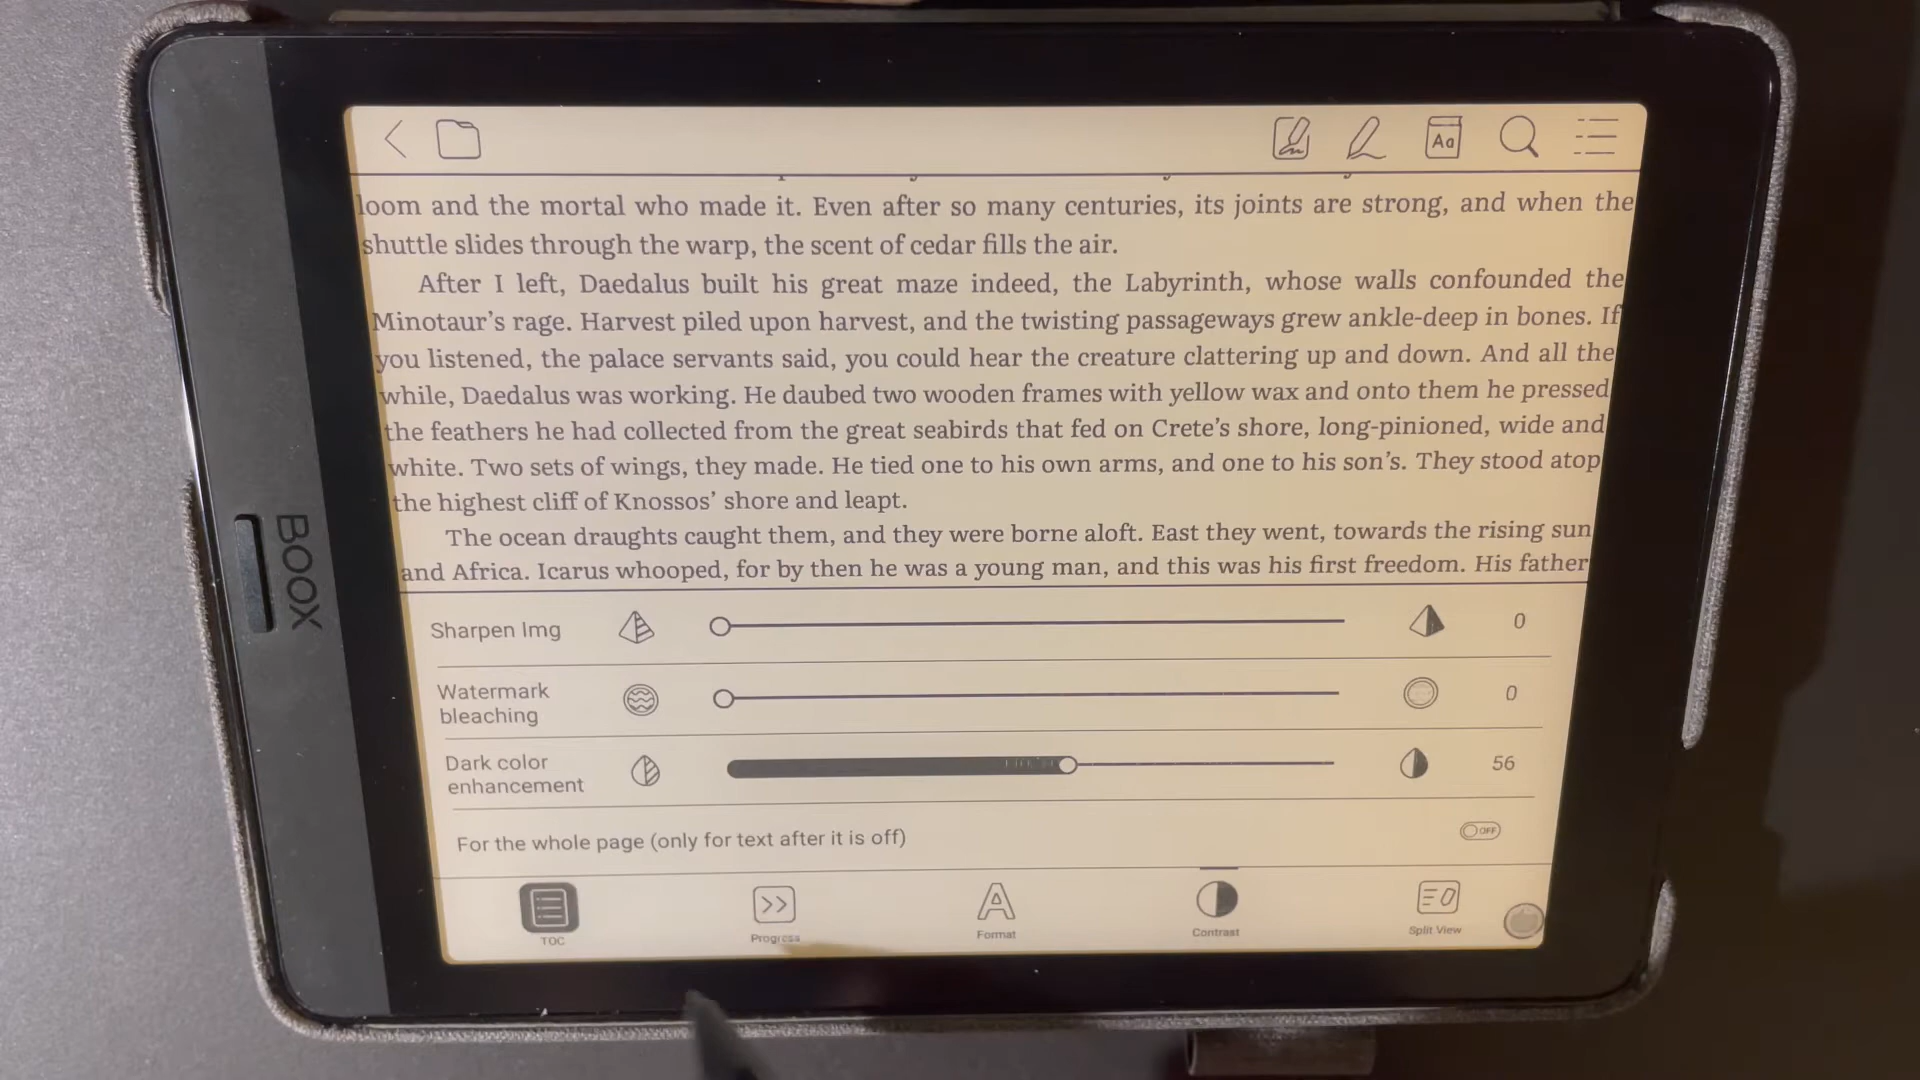 Aa
loom and the mortal who made it. Even after so many centuries, its joints are strong, and when the
shuttle slides through the warp, the scent of cedar fills the air.
After I left, Daedalus built his great maze indeed, the Labyrinth, whose walls confounded the
Minotaur’s rage. Harvest piled upon harvest, and the twisting passageways grew ankle-deep in bones. If
you listened, the palace servants said, you could hear the creature clattering up and down. And all the
while, Daedalus was working. He daubed two wooden frames with yellow wax and onto them he pressed
the feathers he had collected from the great seabirds that fed on Crete’s shore, long-pinioned, wide and
white. Two sets of wings, they made. He tied one to his own arms, and one to his son’s. They stood atop
the highest cliff of Knossos’ shore and leapt.
The ocean draughts caught them, and they were borne aloft. East they went, towards the rising sun
and Africa. Icarus whooped, for by then he was a young man, and this was his first freedom. His father
BOOX
Sharpen Img 0
Watermark
bleaching 0
Dark color
enhancement 56
For the whole page (only for text after it is off) OFF
TOC Progress Format Contrast Split View